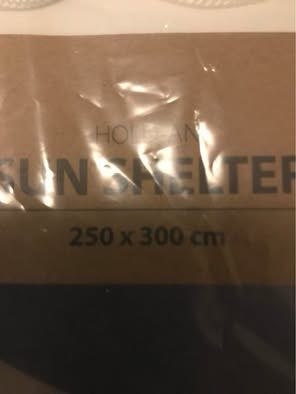 SUN SHELTER
250 x 300 cm